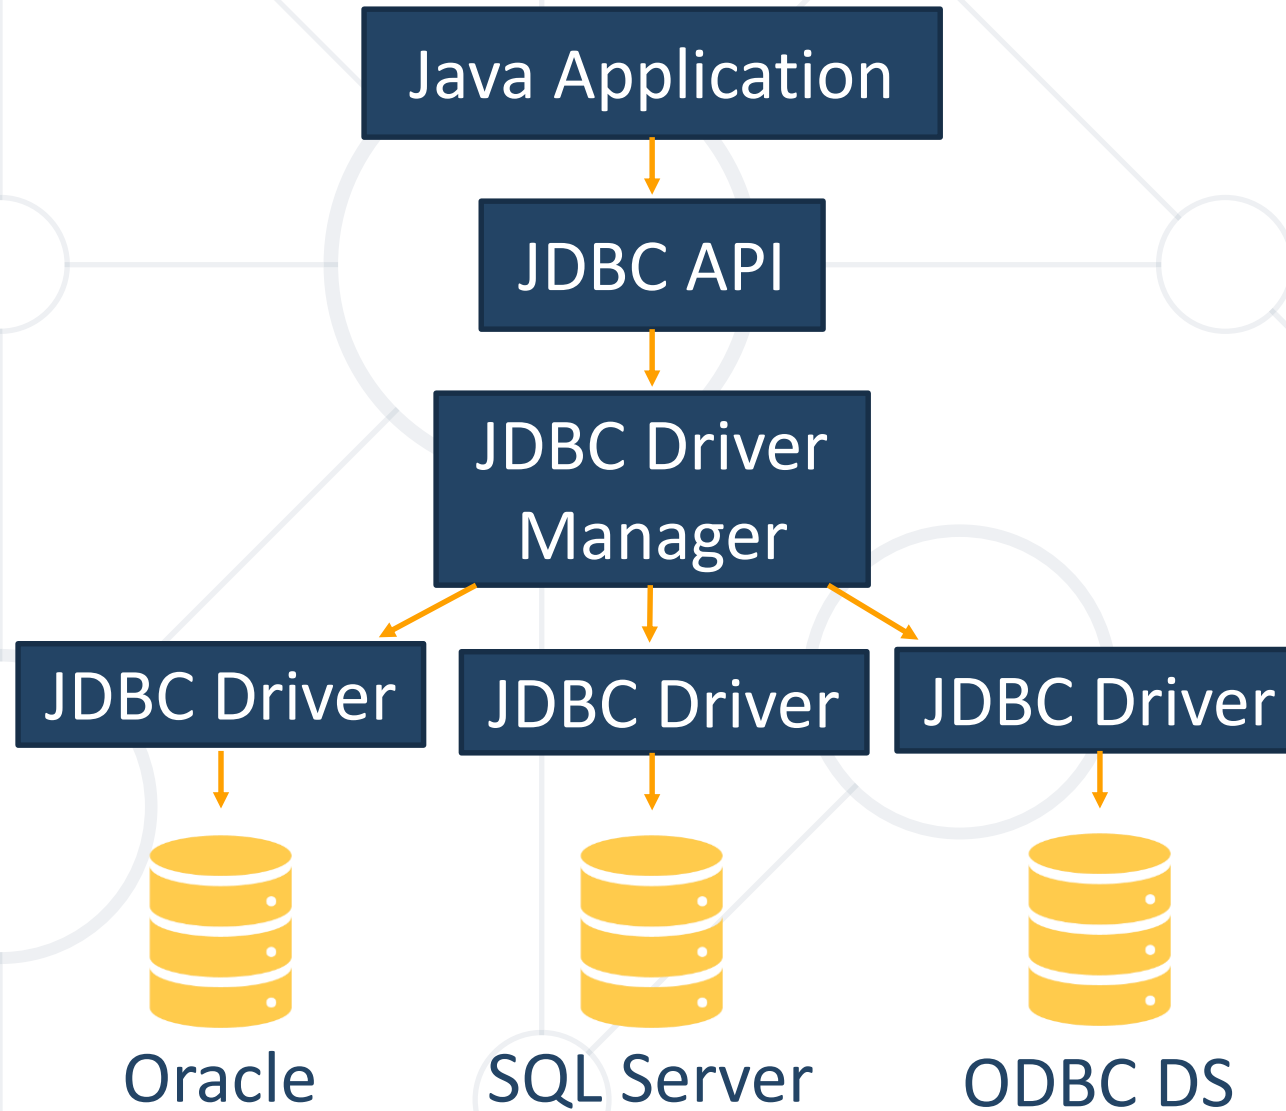 Java Application
JDBC API
JDBC Driver
Manager
JDBC Driver
JDBC Driver
JDBC Driver
Oracle
SQL Server
ODBC DS